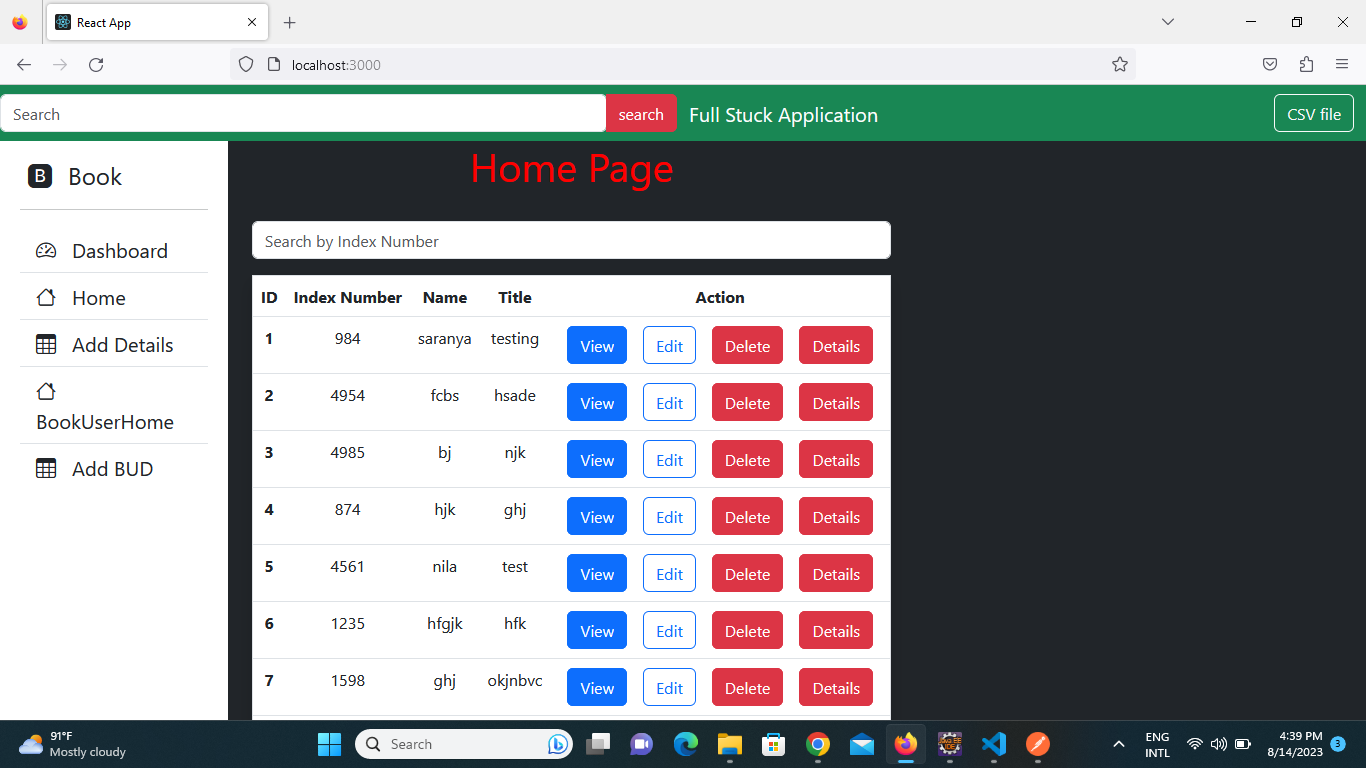 React App
localhost:3000
Search search Full Stuck Application CSV file
B Book
Dashboard
Home
Add Details
BookUserHome
Add BUD
Home Page
Search by Index Number
ID Index Number Name Title Action
1 984 saranya testing View Edit Delete Details
2 4954 fcbs hsade View Edit Delete Details
3 4985 bj njk View Edit Delete Details
4 874 hjk ghj View Edit Delete Details
5 4561 nila test View Edit Delete Details
6 1235 hfgjk hfk View Edit Delete Details
7 1598 ghj okjnbvc View Edit Delete Details
91°F
Mostly cloudy
Search
Java EE
IDE
ENG
INTL
4:39 PM
8/14/2023
3